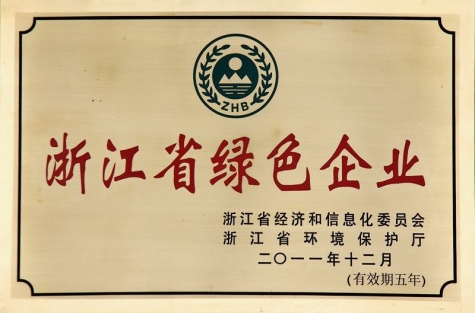 ZHB
浙江省绿色企业
浙江省经济和信息化委员会
浙江省环境保护厅
二〇一一年十二月
(有效期五年)